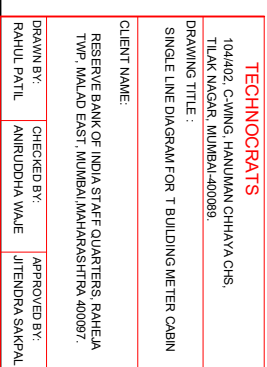 TECHNOCRATS
104/402, C-WING, HANUMAN CHHAYA CHS,
TILAK NAGAR, MUMBAI-400089.
DRAWING TITLE :
SINGLE LINE DIAGRAM FOR T BUILDING METER CABIN
CLIENT NAME:
RESERVE BANK OF INDIA STAFF QUARTERS, RAHEJA
TWP, MALAD EAST, MUMBAI,MAHARASHTRA 400097.
DRAWN BY:
RAHUL PATIL
CHECKED BY:
ANIRUDDHA WAJE
APPROVED BY:
JITENDRA SAKPAL